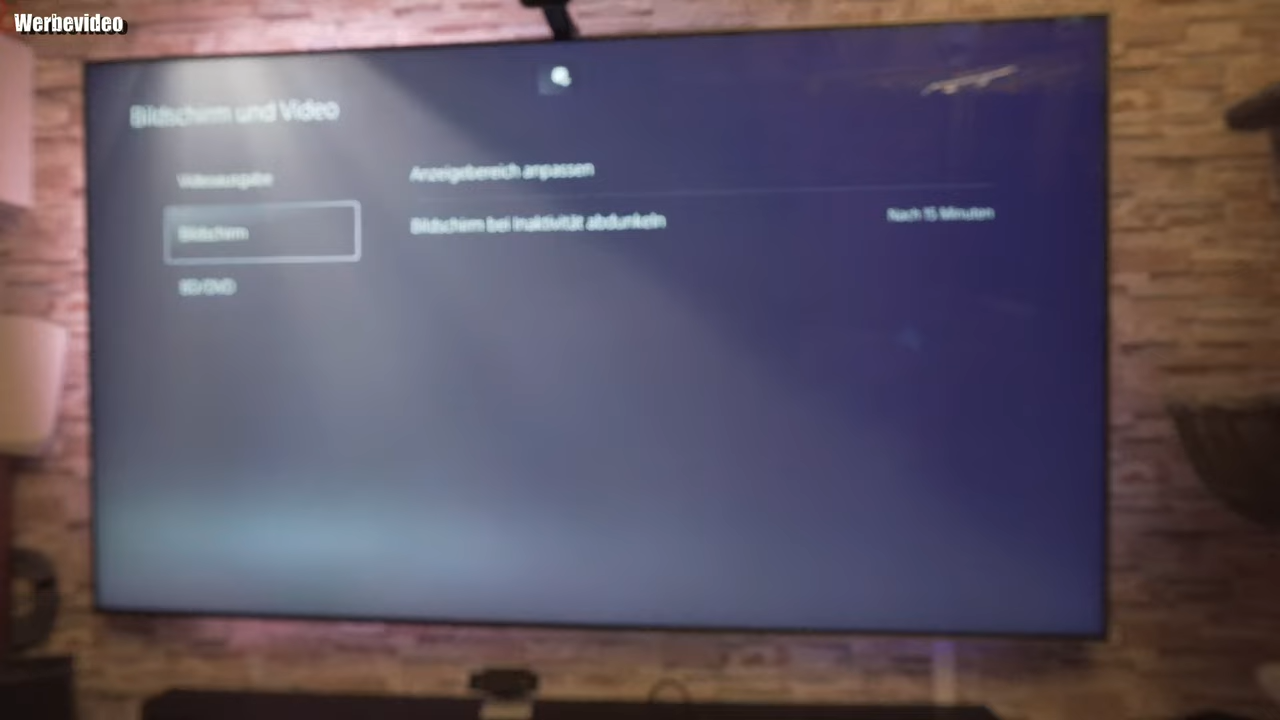 Werbevideo
Bildschirm und Video
Videoausgabe
Anzeigebereich anpassen
Bildschirm
Bildschirm bei Inaktivität abdunkeln
Nach 15 Minuten
BD/DVD